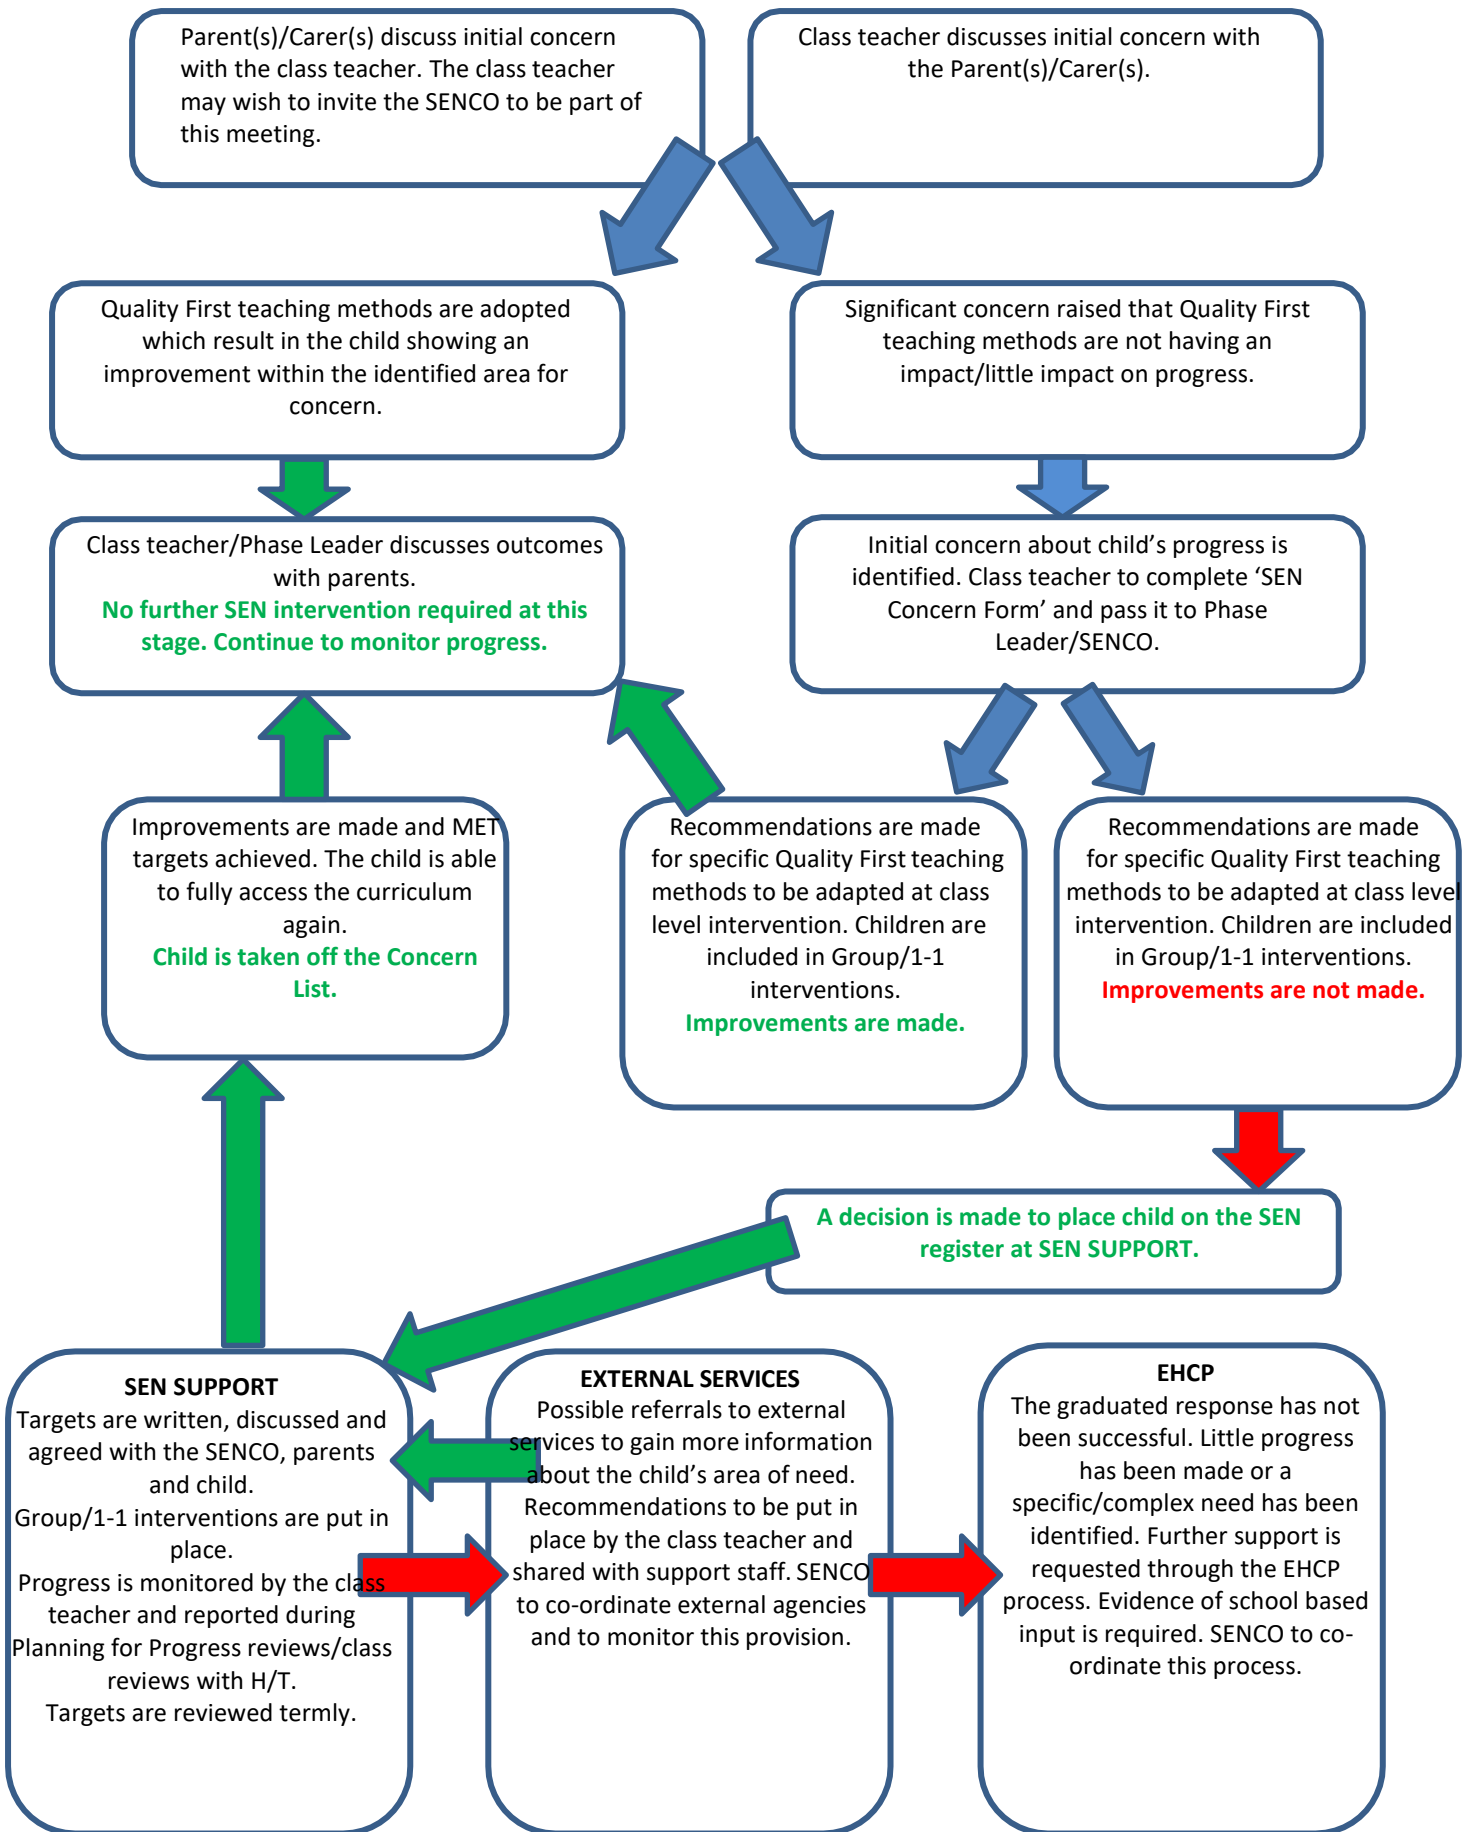 Parent(s)/Carer(s) discuss initial concern
with the class teacher. The class teacher
may wish to invite the SENCO to be part of
this meeting.
Class teacher discusses initial concern with
the Parent(s)/Carer(s).
Quality First teaching methods are adopted
which result in the child showing an
improvement within the identified area for
concern.
Significant concern raised that Quality First
teaching methods are not having an
impact/little impact on progress.
Class teacher/Phase Leader discusses outcomes
with parents.
No further SEN intervention required at this
stage. Continue to monitor progress.
Initial concern about child’s progress is
identified. Class teacher to complete ‘SEN
Concern Form’ and pass it to Phase
Leader/SENCO.
Improvements are made and MET
targets achieved. The child is able
to fully access the curriculum
again.
Child is taken off the Concern
List.
Recommendations are made
for specific Quality First teaching
methods to be adapted at class
level intervention. Children are
included in Group/1-1
interventions.
Improvements are made.
Recommendations are made
for specific Quality First teaching
methods to be adapted at class level
intervention. Children are included
in Group/1-1 interventions.
Improvements are not made.
A decision is made to place child on the SEN
register at SEN SUPPORT.
SEN SUPPORT
Targets are written, discussed and
agreed with the SENCO, parents
and child.
Group/1-1 interventions are put in
place.
Progress is monitored by the class
teacher and reported during
Planning for Progress reviews/class
reviews with H/T.
Targets are reviewed termly.
EXTERNAL SERVICES
Possible referrals to external
services to gain more information
about the child’s area of need.
Recommendations to be put in
place by the class teacher and
shared with support staff. SENCO
to co-ordinate external agencies
and to monitor this provision.
EHCP
The graduated response has not
been successful. Little progress
has been made or a
specific/complex need has been
identified. Further support is
requested through the EHCP
process. Evidence of school based
input is required. SENCO to co-
ordinate this process.